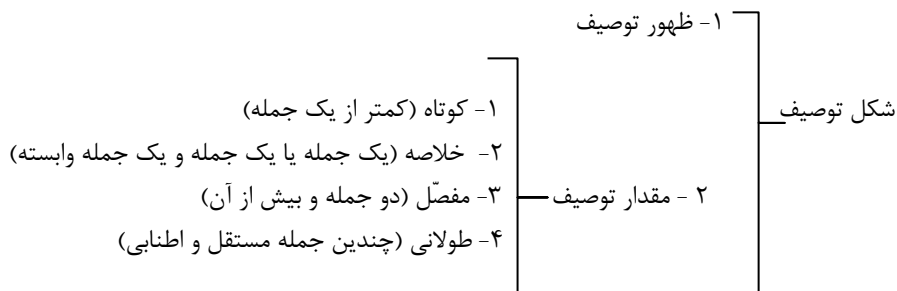 ۱- ظهور توصیف
شکل توصیف
۱- کوتاه (کمتر از یک جمله)
۲- خلاصه (یک جمله یا یک جمله و یک جمله وابسته)
۲ - مقدار توصیف
۳- مفصّل (دو جمله و بیش از آن)
۴- طولانی (چندین جمله مستقل و اطنابی)